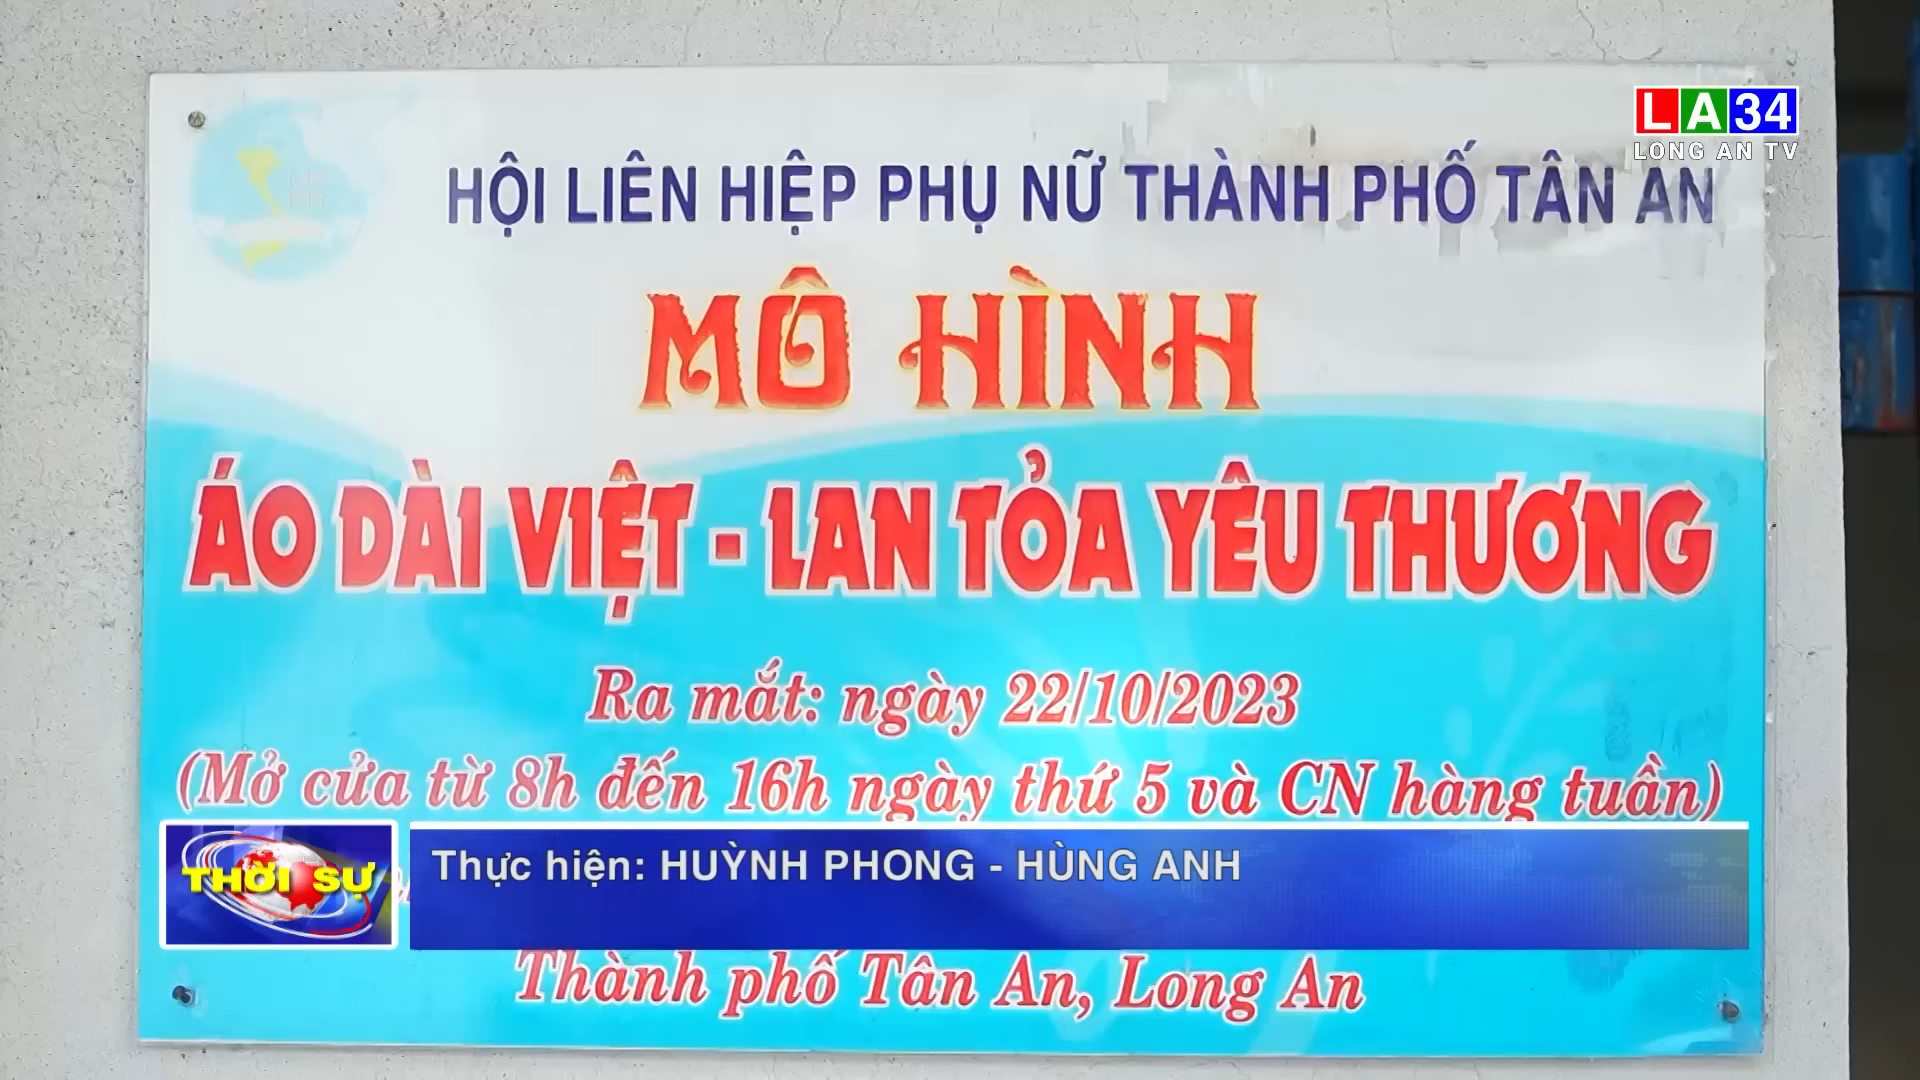 LA34
LONG AN TV
HỘI LIÊN HIỆP PHỤ NỮ THÀNH PHỐ TÂN AN
MÔ HÌNH
ÁO DÀI VIỆT - LAN TỎA YÊU THƯƠNG
Ra mắt: ngày 22/10/2023
(Mở cửa từ 8h đến 16h ngày thứ 5 và CN hàng tuần)
THỜI SỰ
Thực hiện: HUỲNH PHONG - HÙNG ANH
Thành phố Tân An, Long An